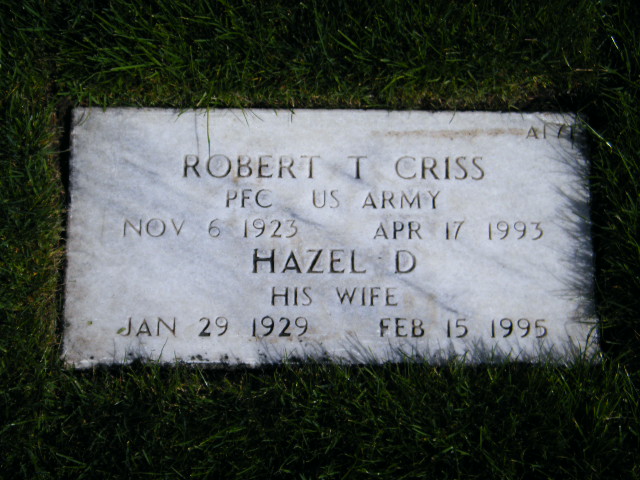 ROBERT T CRISS
PFC US ARMY
NOV 6 1923 APR 17 1993
HAZEL D
HIS WIFE
JAN 29 1929 FEB 15 1995